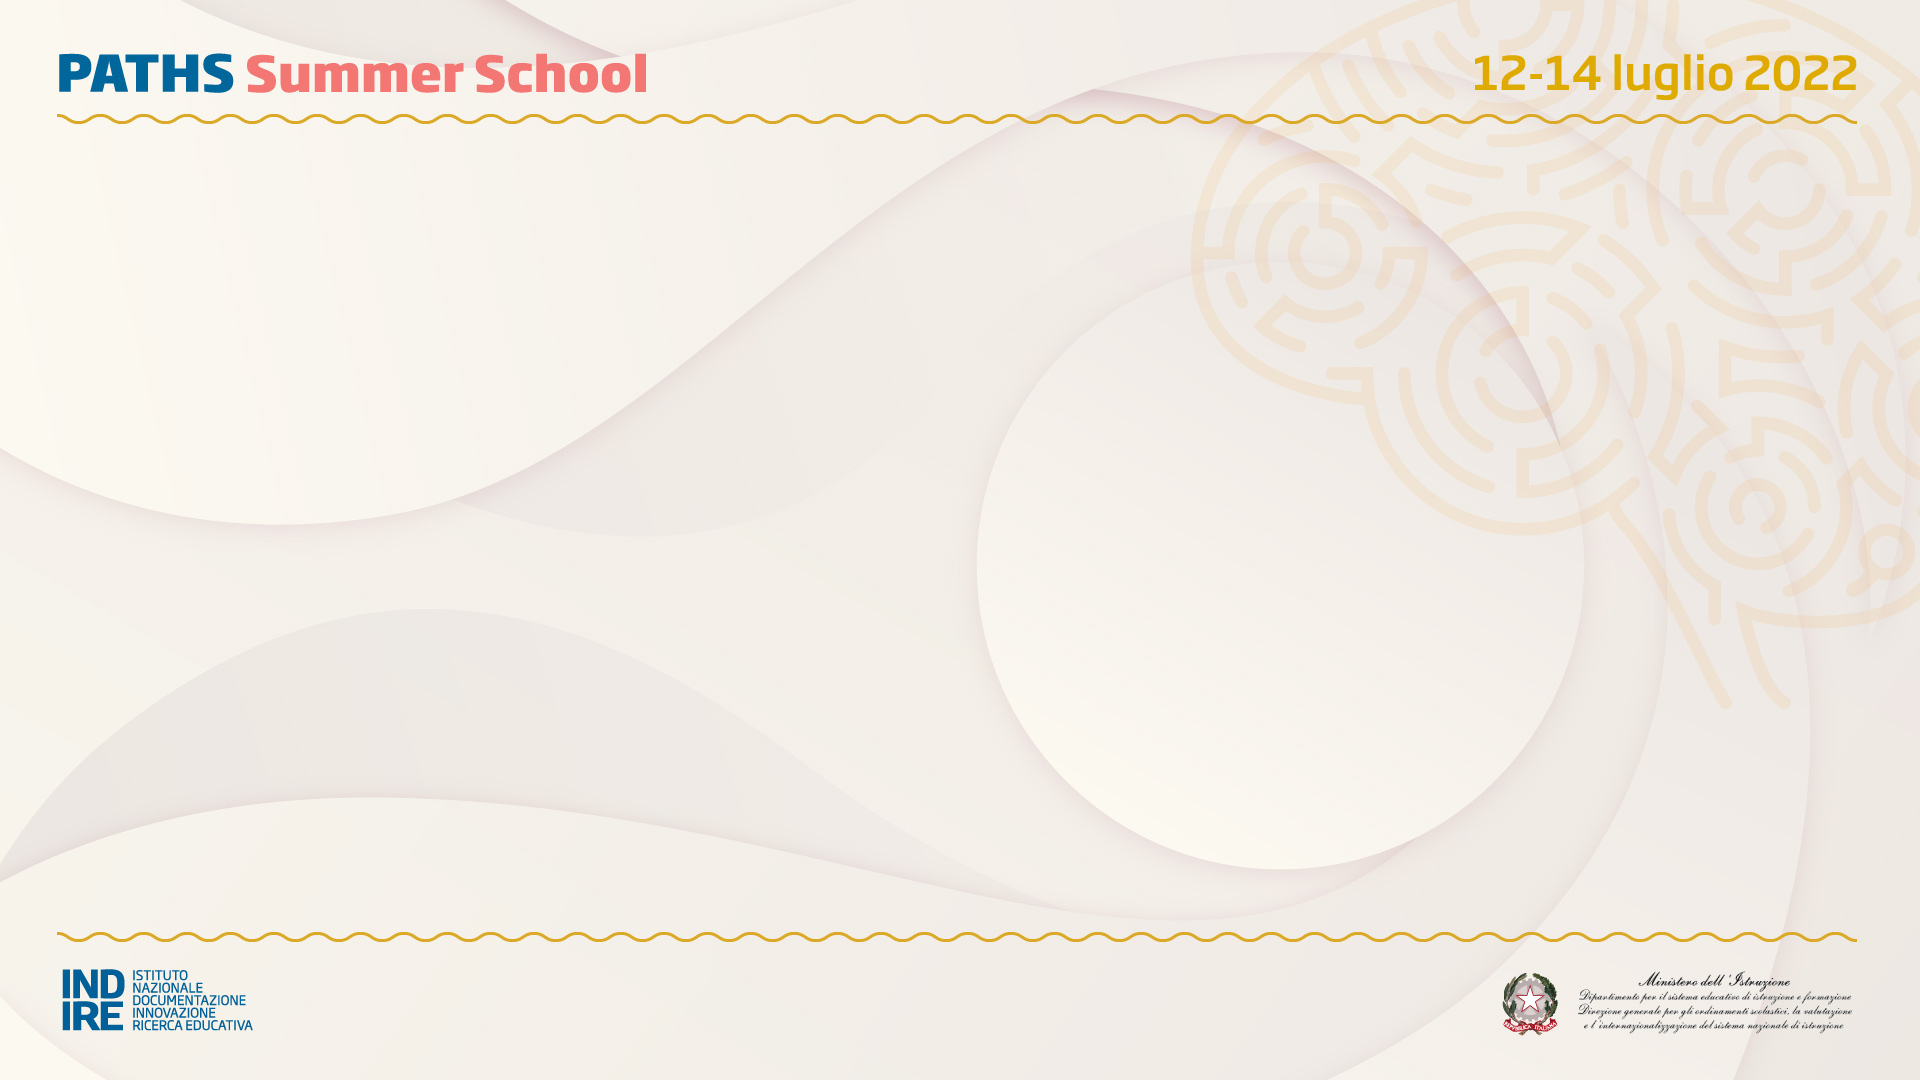 PATHS Summer School
12-14 luglio 2022
IND
IRE
ISTITUTO
NAZIONALE
DOCUMENTAZIONE
INNOVAZIONE
RICERCA EDUCATIVA
REPUBBLICA ITALIANA
Ministero dell'Istruzione
Dipartimento per il sistema educativo di istruzione e formazione
Direzione generale per gli ordinamenti scolastici, la valutazione
e l'internazionalizzazione del sistema nazionale di istruzione